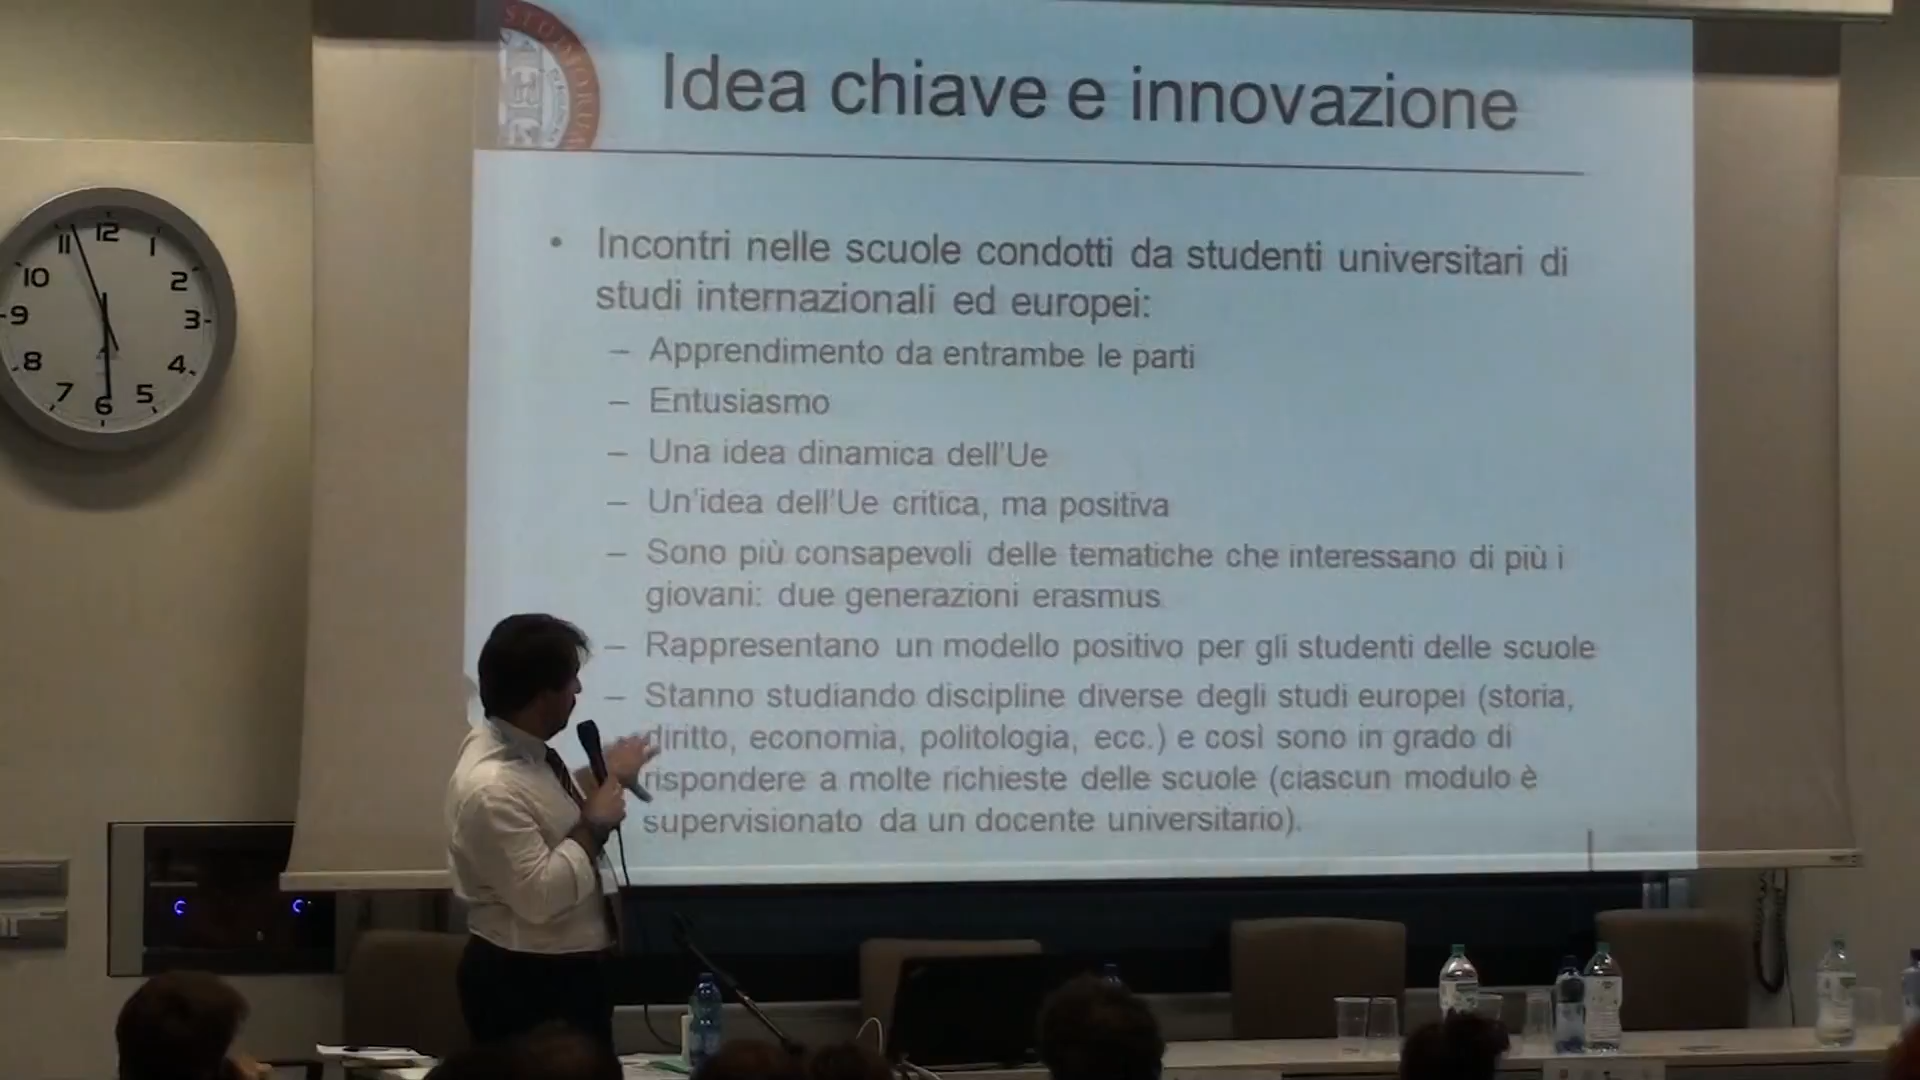 STUDIORUM
Idea chiave e innovazione
• Incontri nelle scuole condotti da studenti universitari di
studi internazionali ed europei:
– Apprendimento da entrambe le parti
– Entusiasmo
– Una idea dinamica dell'Ue
– Un'idea dell'Ue critica, ma positiva
– Sono più consapevoli delle tematiche che interessano di più i
giovani: due generazioni erasmus
– Rappresentano un modello positivo per gli studenti delle scuole
– Stanno studiando discipline diverse degli studi europei (storia,
diritto, economia, politologia, ecc.) e così sono in grado di
rispondere a molte richieste delle scuole (ciascun modulo è
supervisionato da un docente universitario).
12
1
2
3
4
5
6
7
8
9
10
11